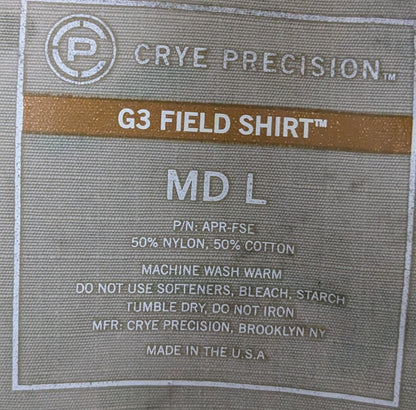 P
CRYE PRECISION™
G3 FIELD SHIRT™
MD L
P/N: APR-FSE
50% NYLON, 50% COTTON
MACHINE WASH WARM
DO NOT USE SOFTENERS, BLEACH, STARCH
TUMBLE DRY, DO NOT IRON
MFR: CRYE PRECISION, BROOKLYN NY
MADE IN THE U.S.A